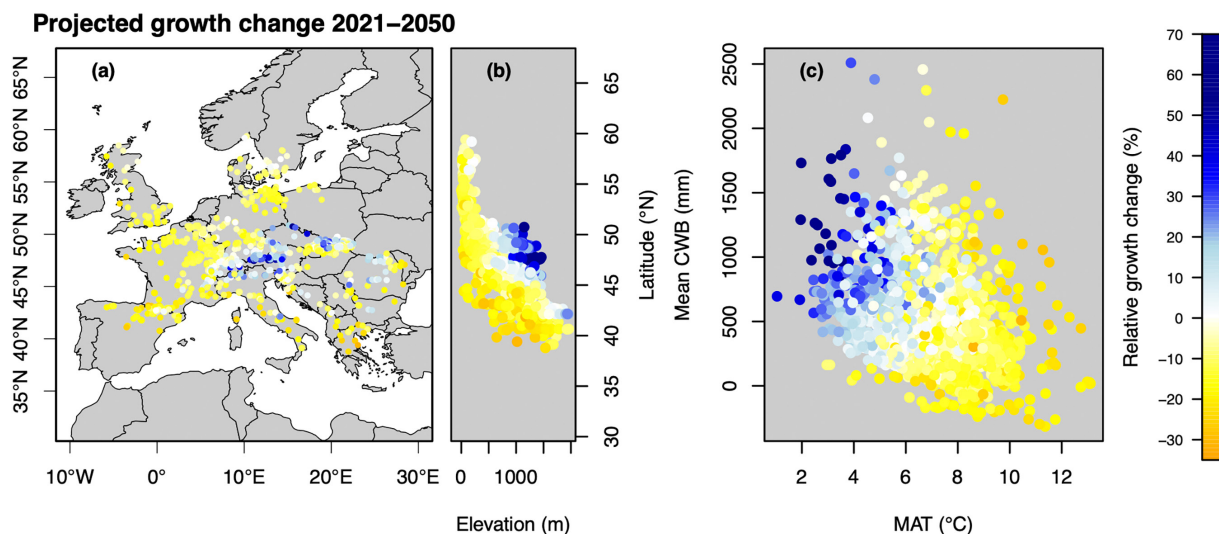 Projected growth change 2021–2050
(a)
(b)
(c)
65°N
60°N
55°N
50°N
45°N
40°N
35°N
10°W
0°
10°E
20°E
30°E
0
1000
Elevation (m)
65
60
55
50
45
40
35
30
Latitude (°N)
2500
2000
1500
1000
500
0
Mean CWB (mm)
2
4
6
8
10
12
MAT (°C)
70
60
50
40
30
20
10
0
−10
−20
−30
Relative growth change (%)